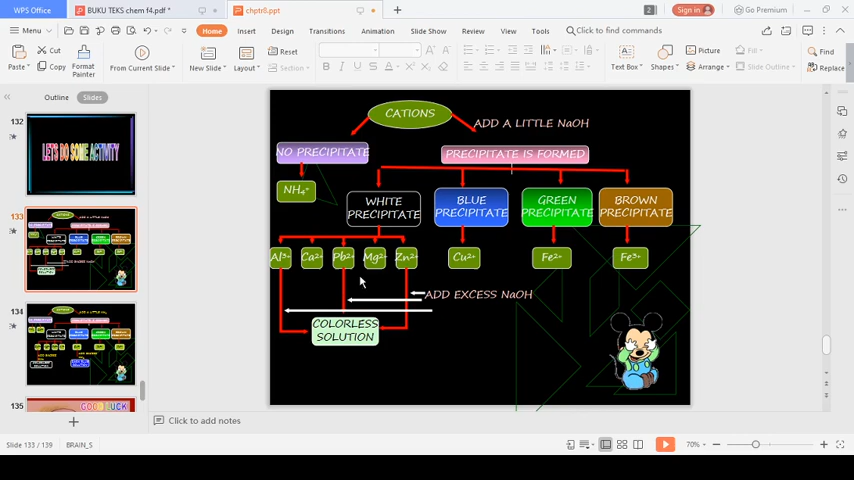 WPS Office
BUKU TEKS chem f4.pdf *
chptr8.ppt
2
Sign in
Go Premium
Menu
Home
Insert
Design
Transitions
Animation
Slide Show
Review
View
Tools
Click to find commands
Paste
Cut
Copy
Format
Painter
From Current Slide
New Slide
Layout
Reset
Section
B I U S A
Text Box
Shapes
Picture
Arrange
Fill
Slide Outline
Find
Replace
Outline
Slides
132
LETS DO SOME ACTIVITY
133
134
135
GOOD LUCK
CATIONS
ADD A LITTLE NaOH
NO PRECIPITATE
PRECIPITATE IS FORMED
NH₄⁺
WHITE
PRECIPITATE
BLUE
PRECIPITATE
GREEN
PRECIPITATE
BROWN
PRECIPITATE
Al³⁺
Ca²⁺
Pb²⁺
Mg²⁺
Zn²⁺
Cu²⁺
Fe²⁺
Fe³⁺
ADD EXCESS NaOH
COLORLESS
SOLUTION
Click to add notes
Slide 133 / 139
BRAIN_S
70%